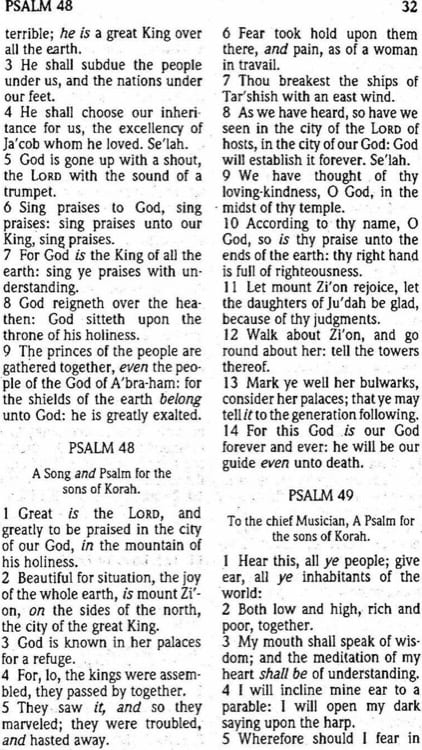 PSALM 48
32
terrible; he is a great King over
all the earth.
3 He shall subdue the people
under us, and the nations under
our feet.
4 He shall choose our inheri-
tance for us, the excellency of
Ja'cob whom he loved. Se'lah.
5 God is gone up with a shout,
the LORD with the sound of a
trumpet.
6 Sing praises to God, sing
praises: sing praises unto our
King, sing praises.
7 For God is the King of all the
earth: sing ye praises with un-
derstanding.
8 God reigneth over the hea-
then: God sitteth upon the
throne of his holiness.
9 The princes of the people are
gathered together, even the peo-
ple of the God of A'bra-ham: for
the shields of the earth belong
unto God: he is greatly exalted.
PSALM 48
A Song and Psalm for the
sons of Korah.
1 Great is the LORD, and
greatly to be praised in the city
of our God, in the mountain of
his holiness.
2 Beautiful for situation, the joy
of the whole earth, is mount Zi'-
on, on the sides of the north,
the city of the great King.
3 God is known in her palaces
for a refuge.
4 For, lo, the kings were assem-
bled, they passed by together.
5 They saw it, and so they
marveled; they were troubled,
and hasted away.
6 Fear took hold upon them
there, and pain, as of a woman
in travail.
7 Thou breakest the ships of
Tar'shish with an east wind.
8 As we have heard, so have we
seen in the city of the LORD of
hosts, in the city of our God: God
will establish it forever. Se'lah.
9 We have thought of thy
loving-kindness, O God, in the
midst of thy temple.
10 According to thy name, O
God, so is thy praise unto the
ends of the earth: thy right hand
is full of righteousness.
11 Let mount Zi'on rejoice, let
the daughters of Ju'dah be glad,
because of thy judgments.
12 Walk about Zi'on, and go
round about her: tell the towers
thereof.
13 Mark ye well her bulwarks,
consider her palaces; that ye may
tell it to the generation following.
14 For this God is our God
forever and ever: he will be our
guide even unto death.
PSALM 49
To the chief Musician, A Psalm for
the sons of Korah.
1 Hear this, all ye people; give
ear, all ye inhabitants of the
world:
2 Both low and high, rich and
poor, together.
3 My mouth shall speak of wis-
dom; and the meditation of my
heart shall be of understanding.
4 I will incline mine ear to a
parable: I will open my dark
saying upon the harp.
5 Wherefore should I fear in